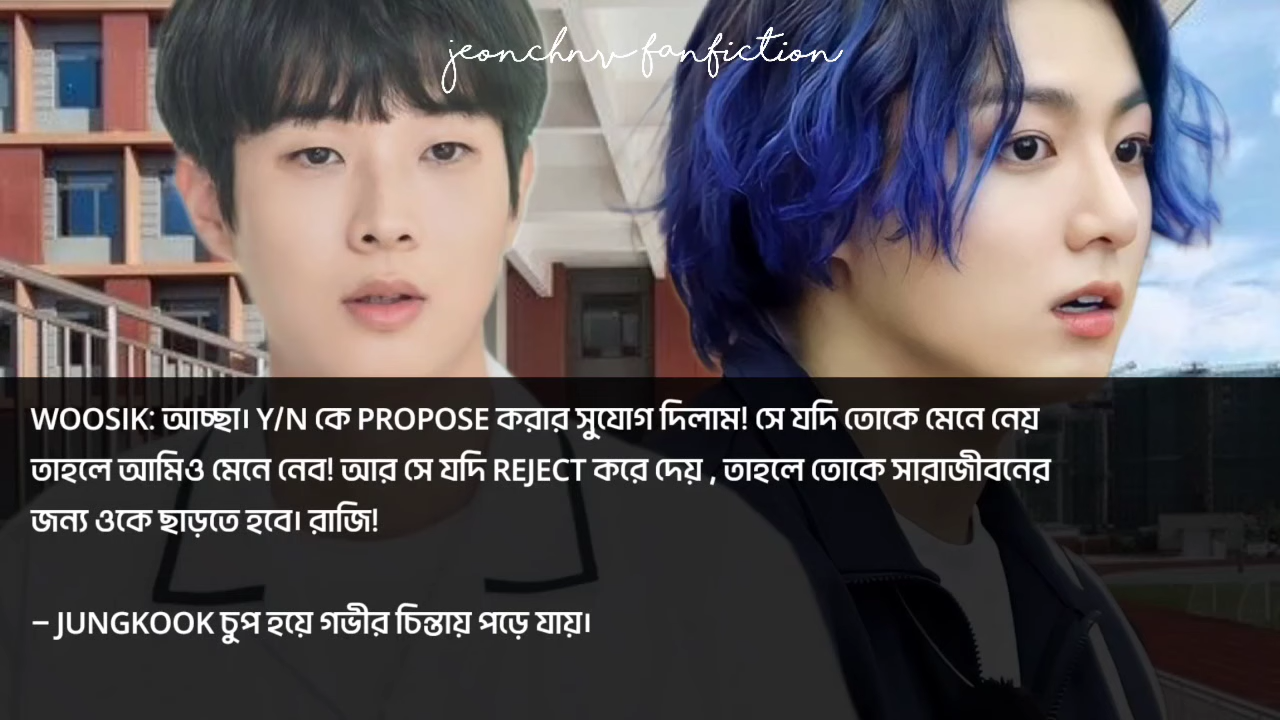 jeonchnv fanfiction
WOOSIK: আচ্ছা। Y/N কে PROPOSE করার সুযোগ দিলাম! সে যদি তোকে মেনে নেয়
তাহলে আমিও মেনে নেব! আর সে যদি REJECT করে দেয় , তাহলে তোকে সারাজীবনের
জন্য ওকে ছাড়তে হবে। রাজি!
– JUNGKOOK চুপ হয়ে গভীর চিন্তায় পড়ে যায়।